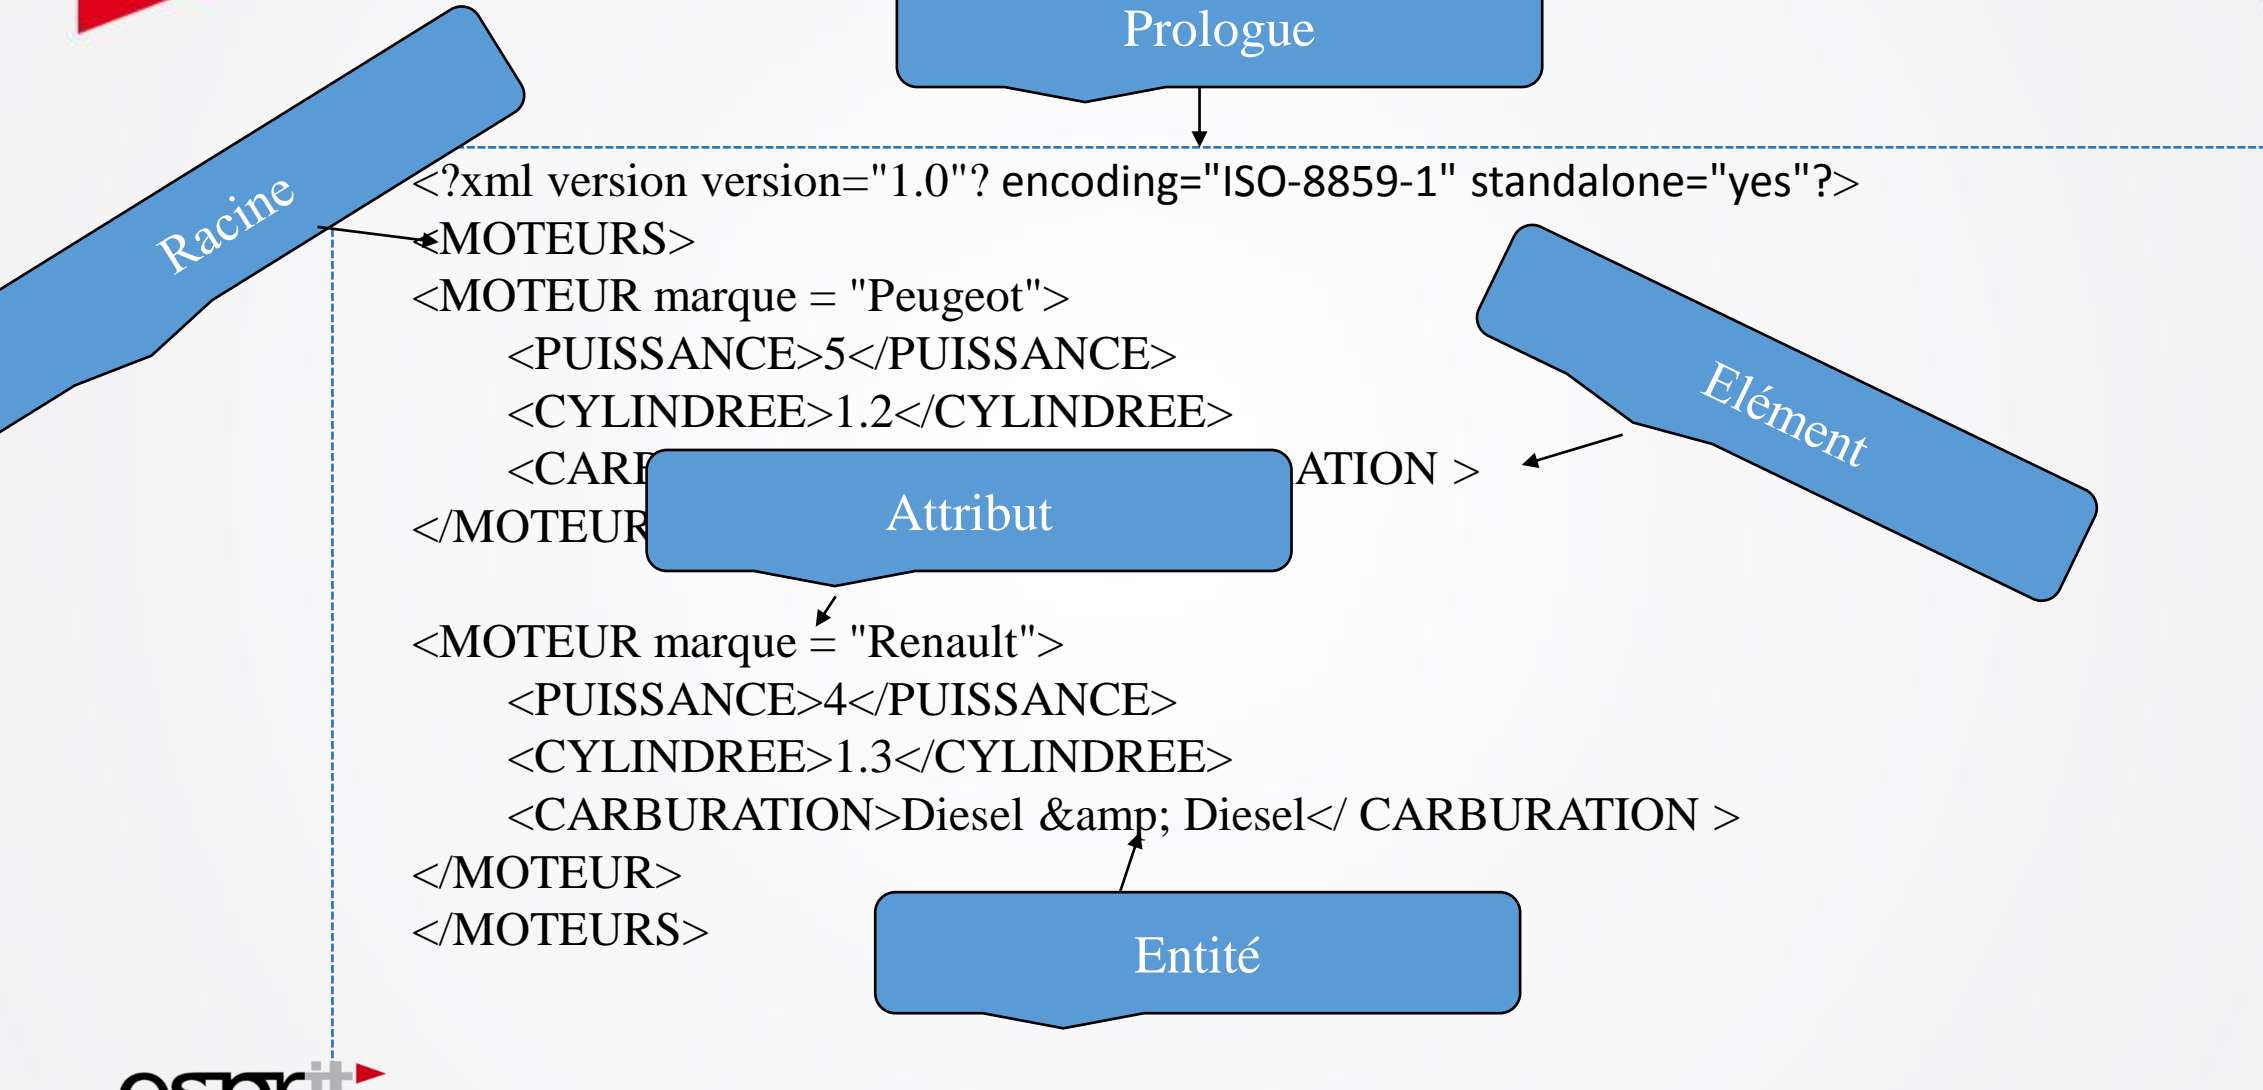 Prologue
<?xml version version="1.0"? encoding="ISO-8859-1" standalone="yes"?>
Racine
<MOTEURS>
<MOTEUR marque = "Peugeot">
<PUISSANCE>5</PUISSANCE>
Elément
<CYLINDREE>1.2</CYLINDREE>
ATION >
Attribut
</MOTEUR
<MOTEUR marque = "Renault">
<PUISSANCE>4</PUISSANCE>
<CYLINDREE>1.3</CYLINDREE>
<CARBURATION>Diesel &amp; Diesel</ CARBURATION >
</MOTEUR>
</MOTEURS>
Entité
esprit